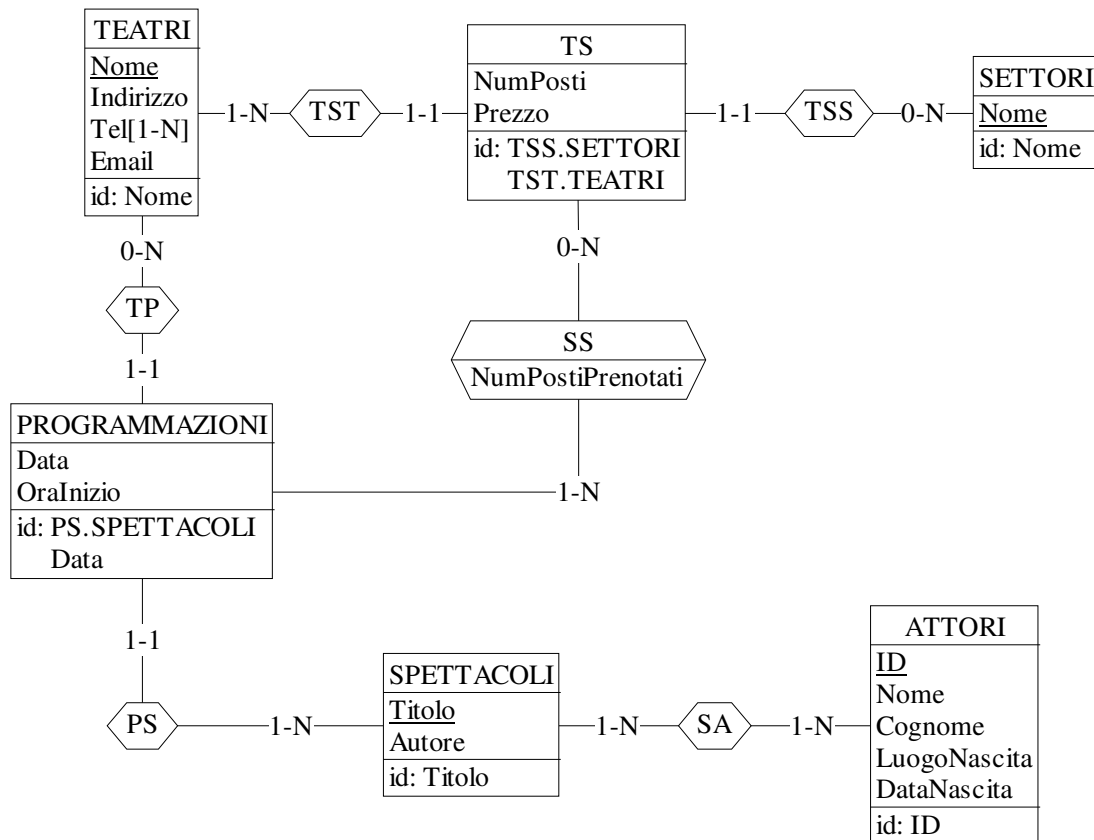 TEATRI
Nome
Indirizzo
Tel[1-N]
Email
id: Nome
1-N
TST
1-1
TS
NumPosti
Prezzo
id: TSS.SETTORI
TST.TEATRI
1-1
TSS
0-N
SETTORI
Nome
id: Nome
0-N
TP
1-1
0-N
SS
NumPostiPrenotati
1-N
PROGRAMMAZIONI
Data
OraInizio
id: PS.SPETTACOLI
Data
1-1
PS
1-N
SPETTACOLI
Titolo
Autore
id: Titolo
1-N
SA
1-N
ATTORI
ID
Nome
Cognome
LuogoNascita
DataNascita
id: ID